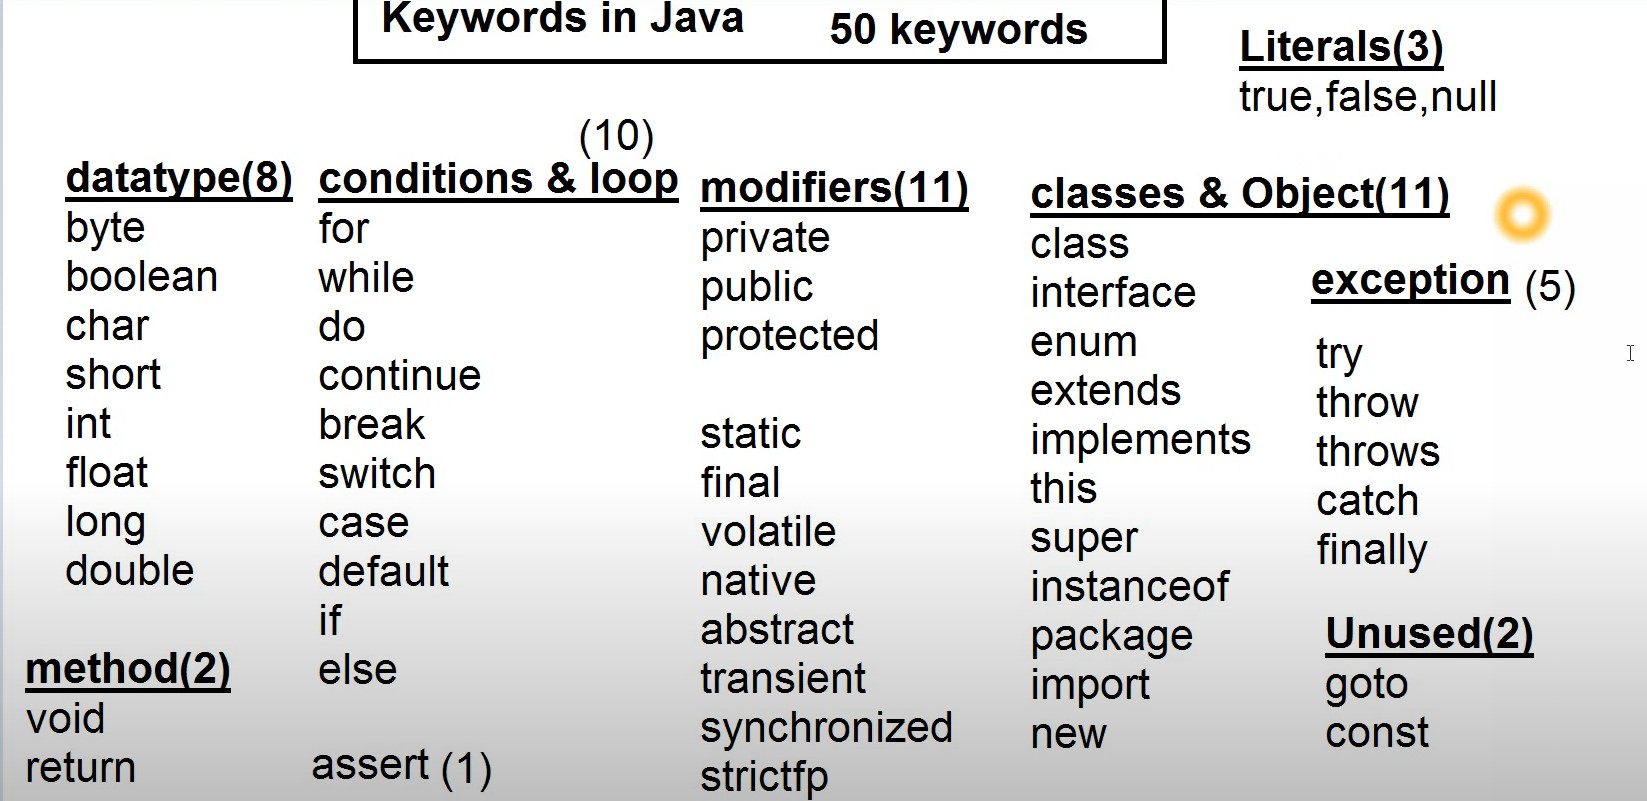 Keywords in Java 50 keywords
Literals(3)
true,false,null
(10)
datatype(8)
byte
boolean
char
short
int
float
long
double
method(2)
void
return
conditions & loop
for
while
do
continue
break
switch
case
default
if
else
assert (1)
modifiers(11)
private
public
protected
static
final
volatile
native
abstract
transient
synchronized
strictfp
classes & Object(11)
class
interface
enum
extends
implements
this
super
instanceof
package
import
new
exception (5)
try
throw
throws
catch
finally
Unused(2)
goto
const